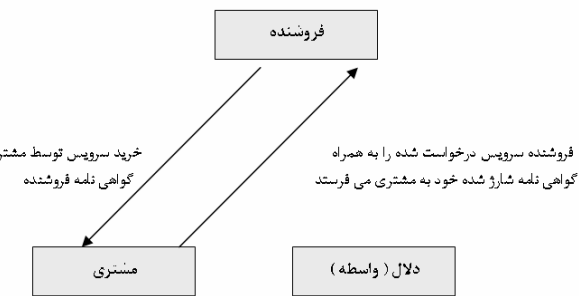 فروشنده
فروشنده سرویس درخواست شده را به همراه
گواهی نامه شارژ شده خود به مشتری می فرستد
خرید سرویس توسط مشتر
گواهی نامه فروشنده
دلال ( واسطه )
مشتری